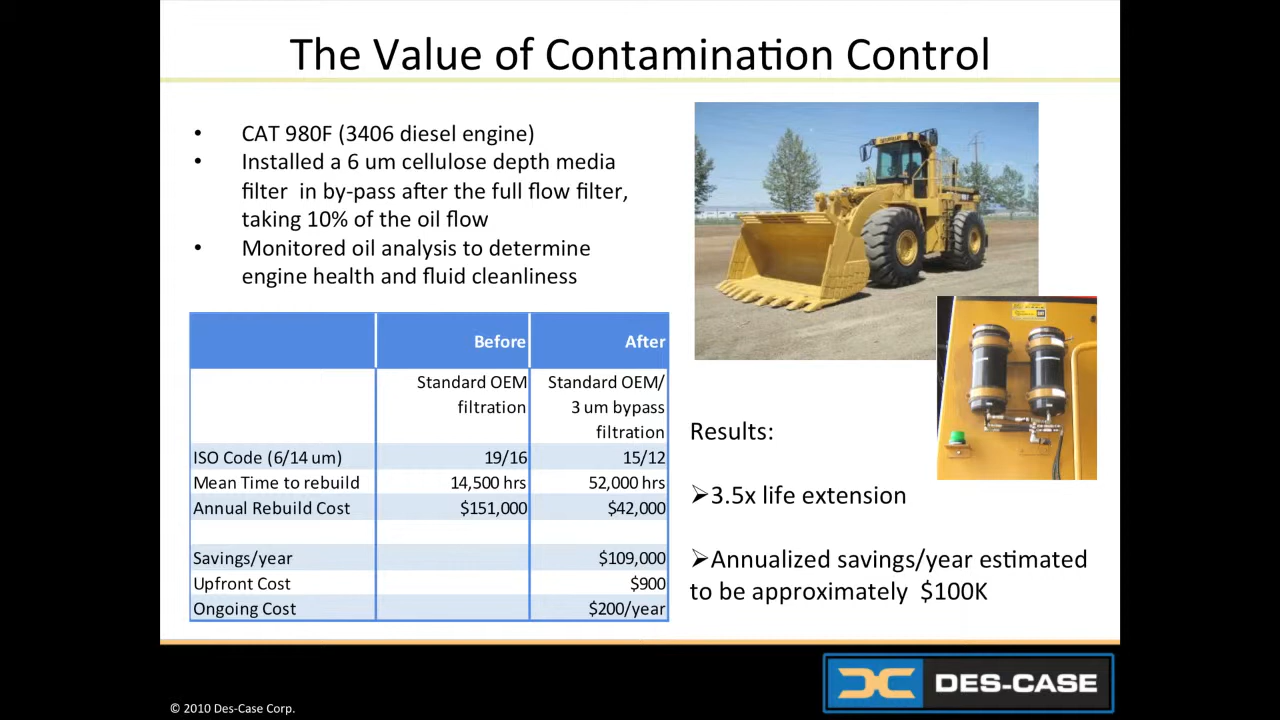 The Value of Contamination Control
• CAT 980F (3406 diesel engine)
• Installed a 6 um cellulose depth media
filter in by-pass after the full flow filter,
taking 10% of the oil flow
• Monitored oil analysis to determine
engine health and fluid cleanliness
Before After
Standard OEM Standard OEM/
filtration 3 um bypass
filtration
ISO Code (6/14 um) 19/16 15/12
Mean Time to rebuild 14,500 hrs 52,000 hrs
Annual Rebuild Cost $151,000 $42,000
Savings/year $109,000
Upfront Cost $900
Ongoing Cost $200/year
Results:
➢3.5x life extension
➢Annualized savings/year estimated
to be approximately $100K
DES-CASE
© 2010 Des-Case Corp.